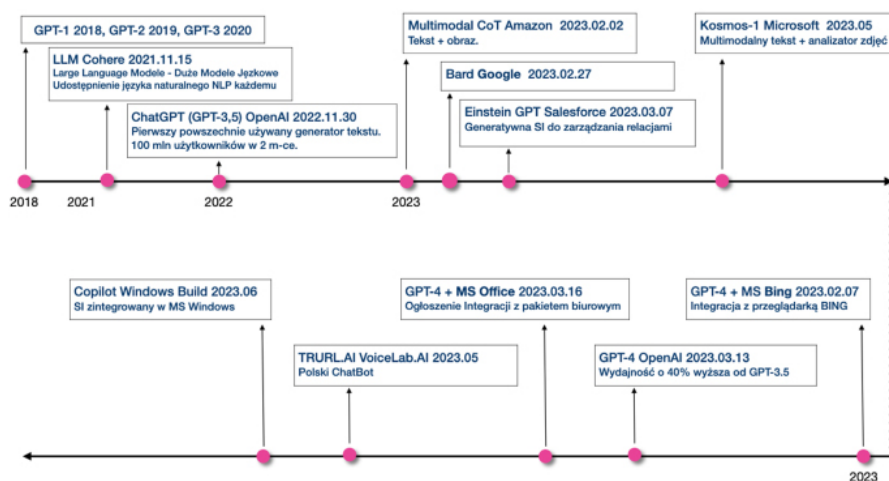 GPT-1 2018, GPT-2 2019, GPT-3 2020
LLM Cohere 2021.11.15
Large Language Modele - Duże Modele Językowe
Udostępnienie języka naturalnego NLP każdemu
ChatGPT (GPT-3,5) OpenAI 2022.11.30
Pierwszy powszechnie używany generator tekstu.
100 mln użytkowników w 2 m-ce.
Multimodal CoT Amazon 2023.02.02
Tekst + obraz.
Bard Google 2023.02.27
Einstein GPT Salesforce 2023.03.07
Generatywna SI do zarządzania relacjami
Kosmos-1 Microsoft 2023.05
Multimodalny tekst + analizator zdjęć
2018
2021
2022
2023
Copilot Windows Build 2023.06
SI zintegrowany w MS Windows
TRURL.AI VoiceLab.AI 2023.05
Polski ChatBot
GPT-4 + MS Office 2023.03.16
Ogłoszenie Integracji z pakietem biurowym
GPT-4 OpenAI 2023.03.13
Wydajność o 40% wyższa od GPT-3.5
GPT-4 + MS Bing 2023.02.07
Integracja z przeglądarką BING
2023